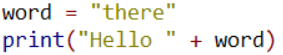 word = "there"
print("Hello " + word)